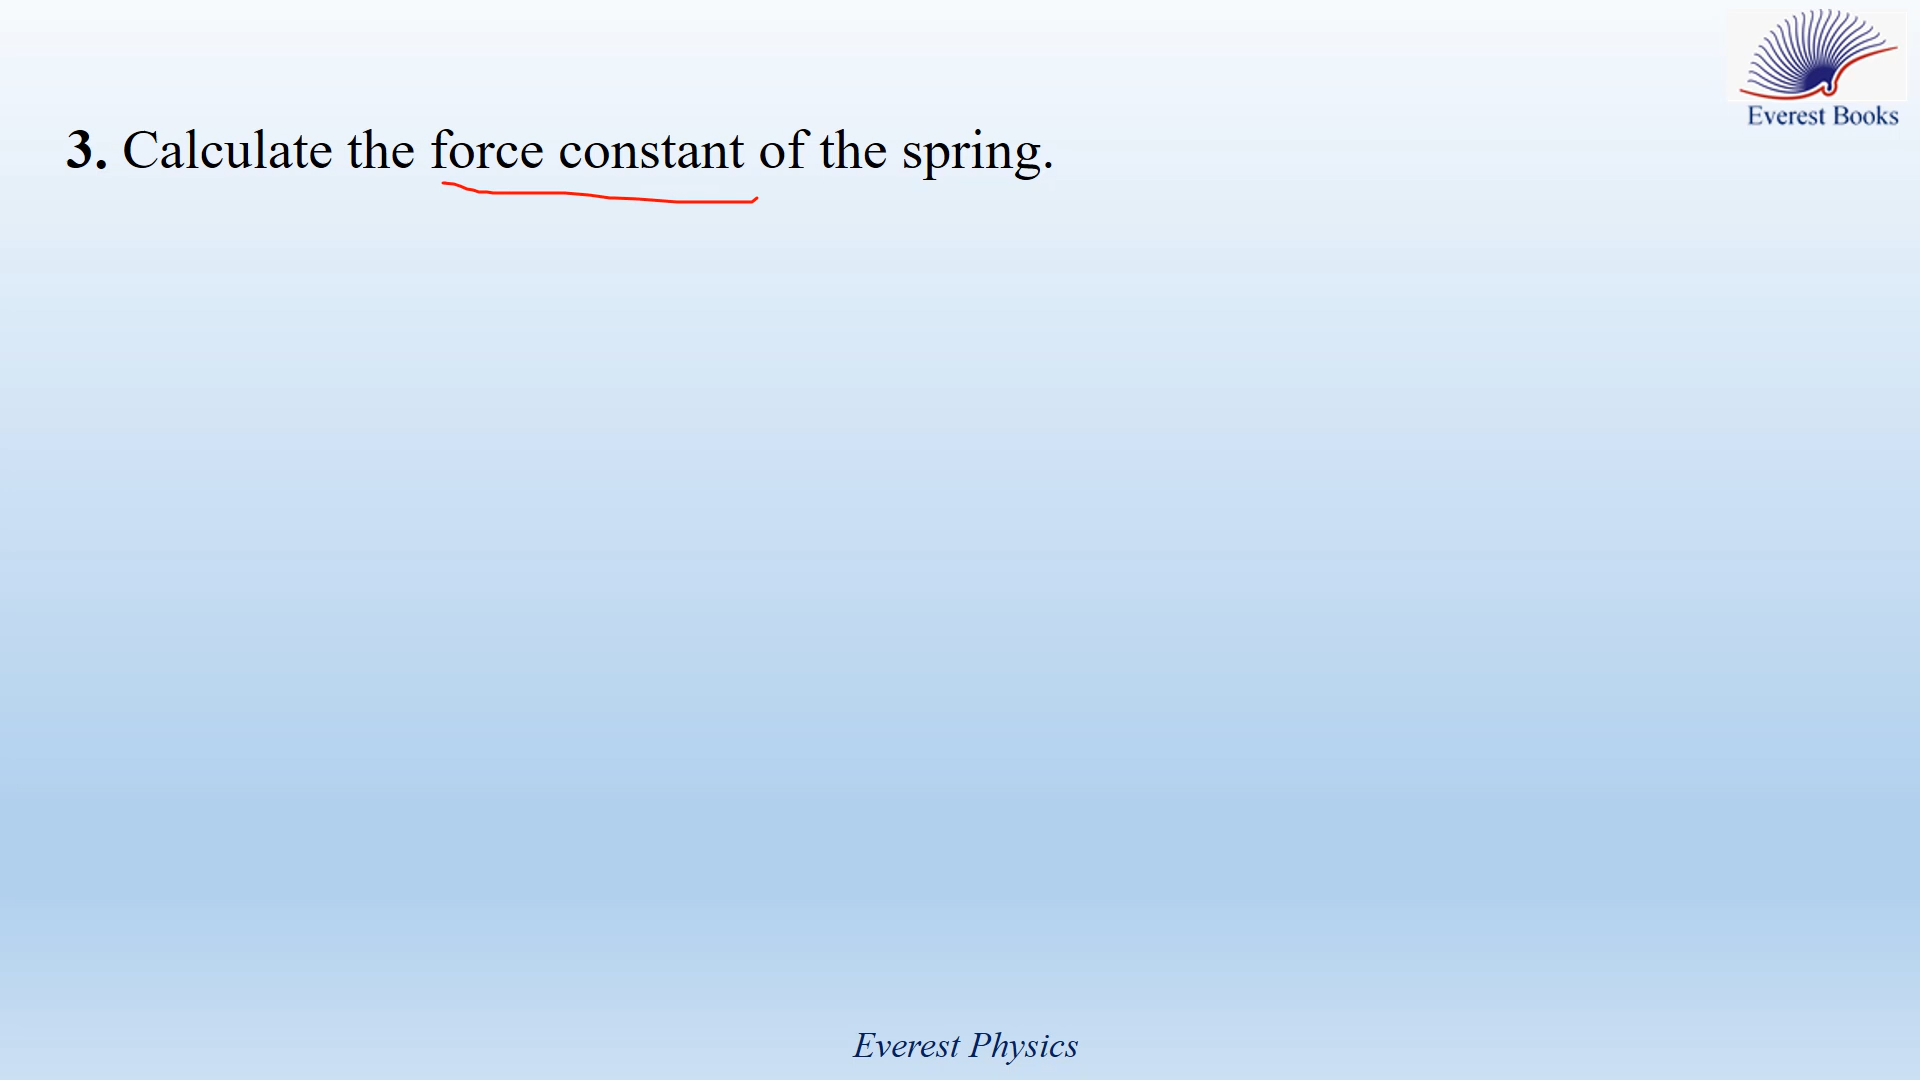 Everest Books
3. Calculate the force constant of the spring.
Everest Physics